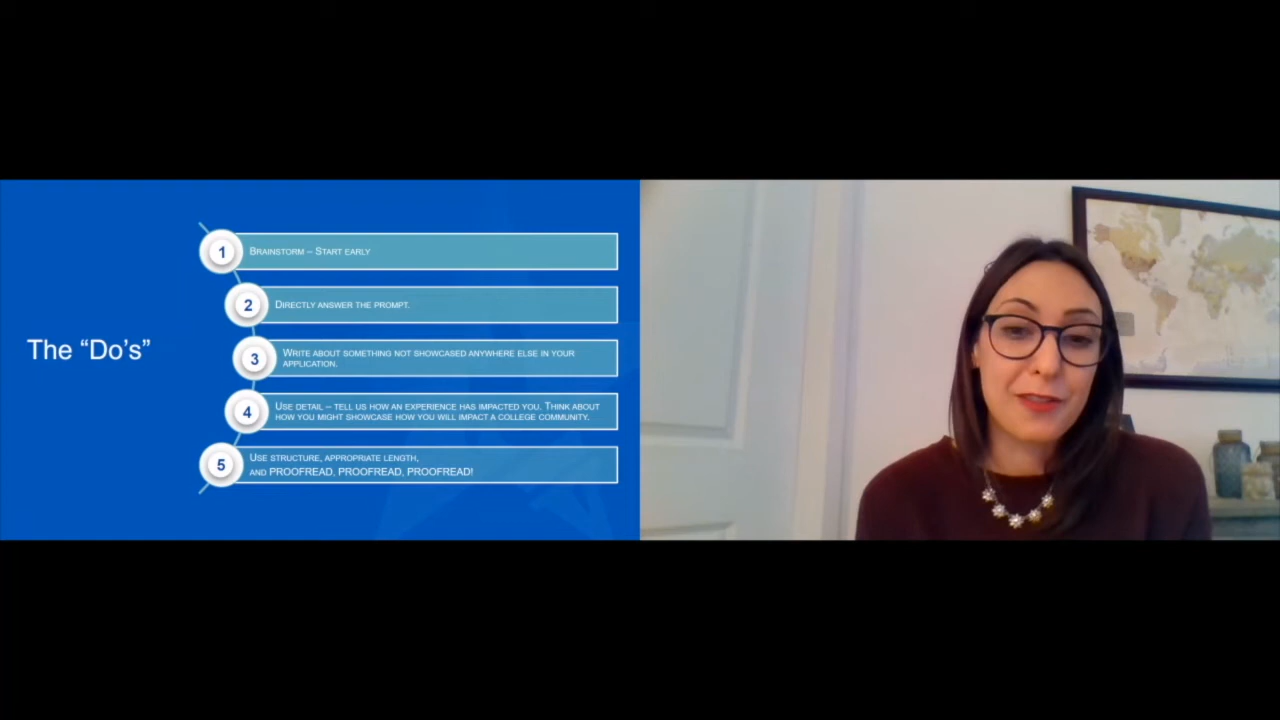 The “Do’s”
1
Brainstorm – Start early
2
Directly answer the prompt.
3
Write about something not showcased anywhere else in your
application.
4
Use detail – tell us how an experience has impacted you. Think about
how you might showcase how you will impact a college community.
5
Use structure, appropriate length,
and PROOFREAD, PROOFREAD, PROOFREAD!